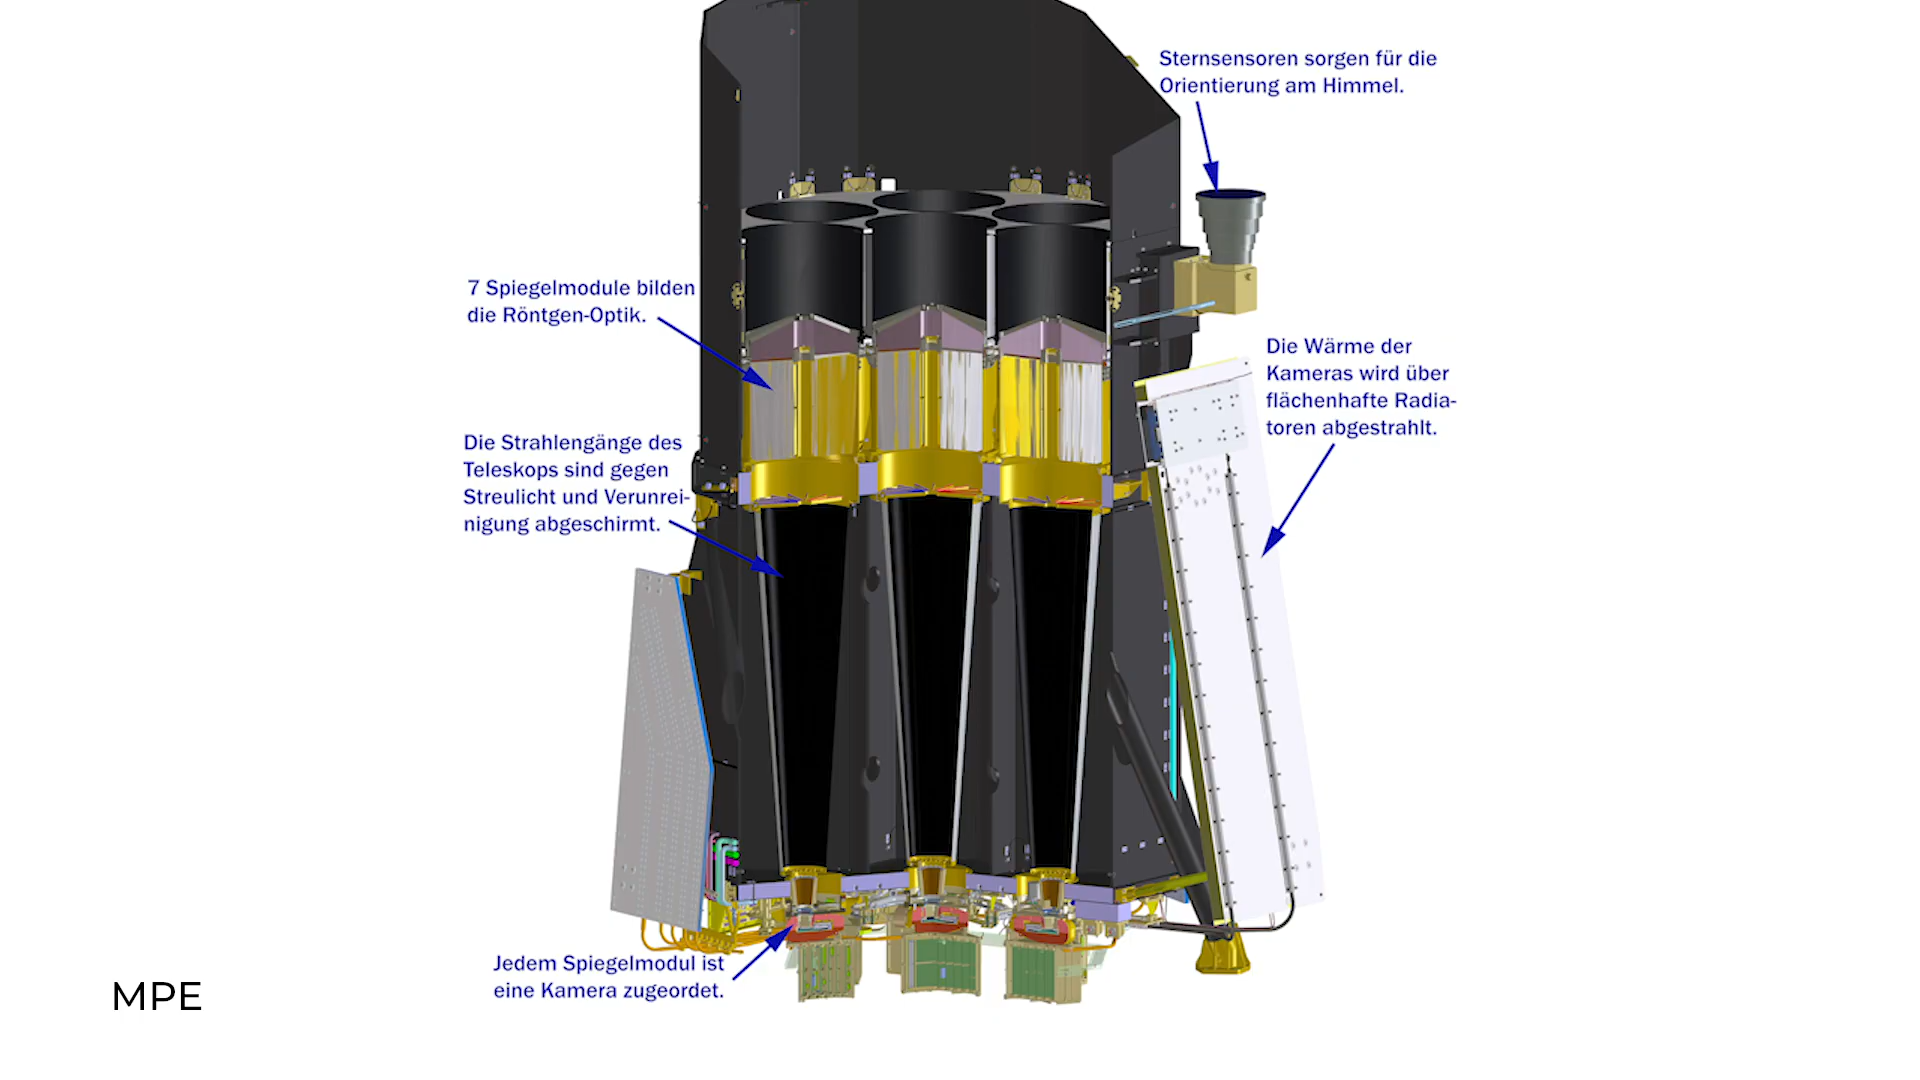 Sternsensoren sorgen für die
Orientierung am Himmel.
7 Spiegelmodule bilden
die Röntgen-Optik.
Die Wärme der
Kameras wird über
flächenhafte Radia-
toren abgestrahlt.
Die Strahlengänge des
Teleskops sind gegen
Streulicht und Verunrei-
nigung abgeschirmt.
Jedem Spiegelmodul ist
eine Kamera zugeordet.
MPE